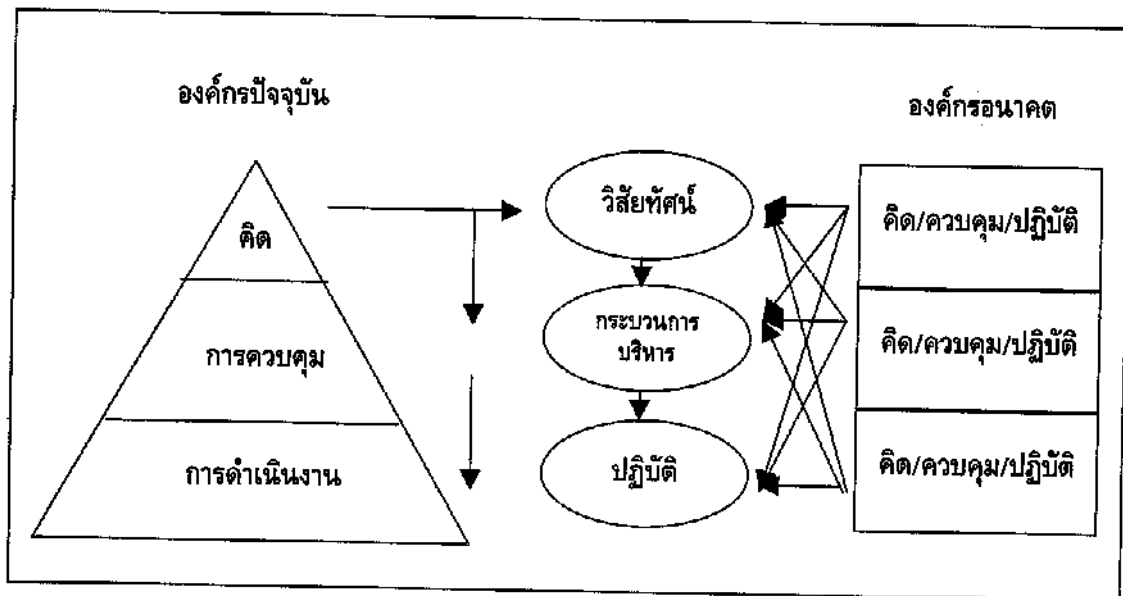 องค์กรปัจจุบัน
องค์กรอนาคต
คิด
การควบคุม
การดำเนินงาน
วิสัยทัศน์
กระบวนการ
บริหาร
ปฏิบัติ
คิด/ควบคุม/ปฏิบัติ
คิด/ควบคุม/ปฏิบัติ
คิด/ควบคุม/ปฏิบัติ